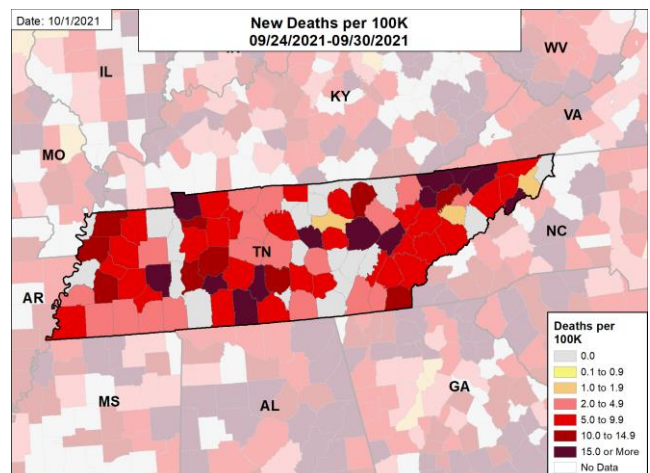 Date: 10/1/2021
New Deaths per 100K
09/24/2021-09/30/2021
WV
IL
KY
VA
MO
TN
NC
AR
MS
AL
GA
Deaths per
100K
0.0
0.1 to 0.9
1.0 to 1.9
2.0 to 4.9
5.0 to 9.9
10.0 to 14.9
15.0 or More
No Data